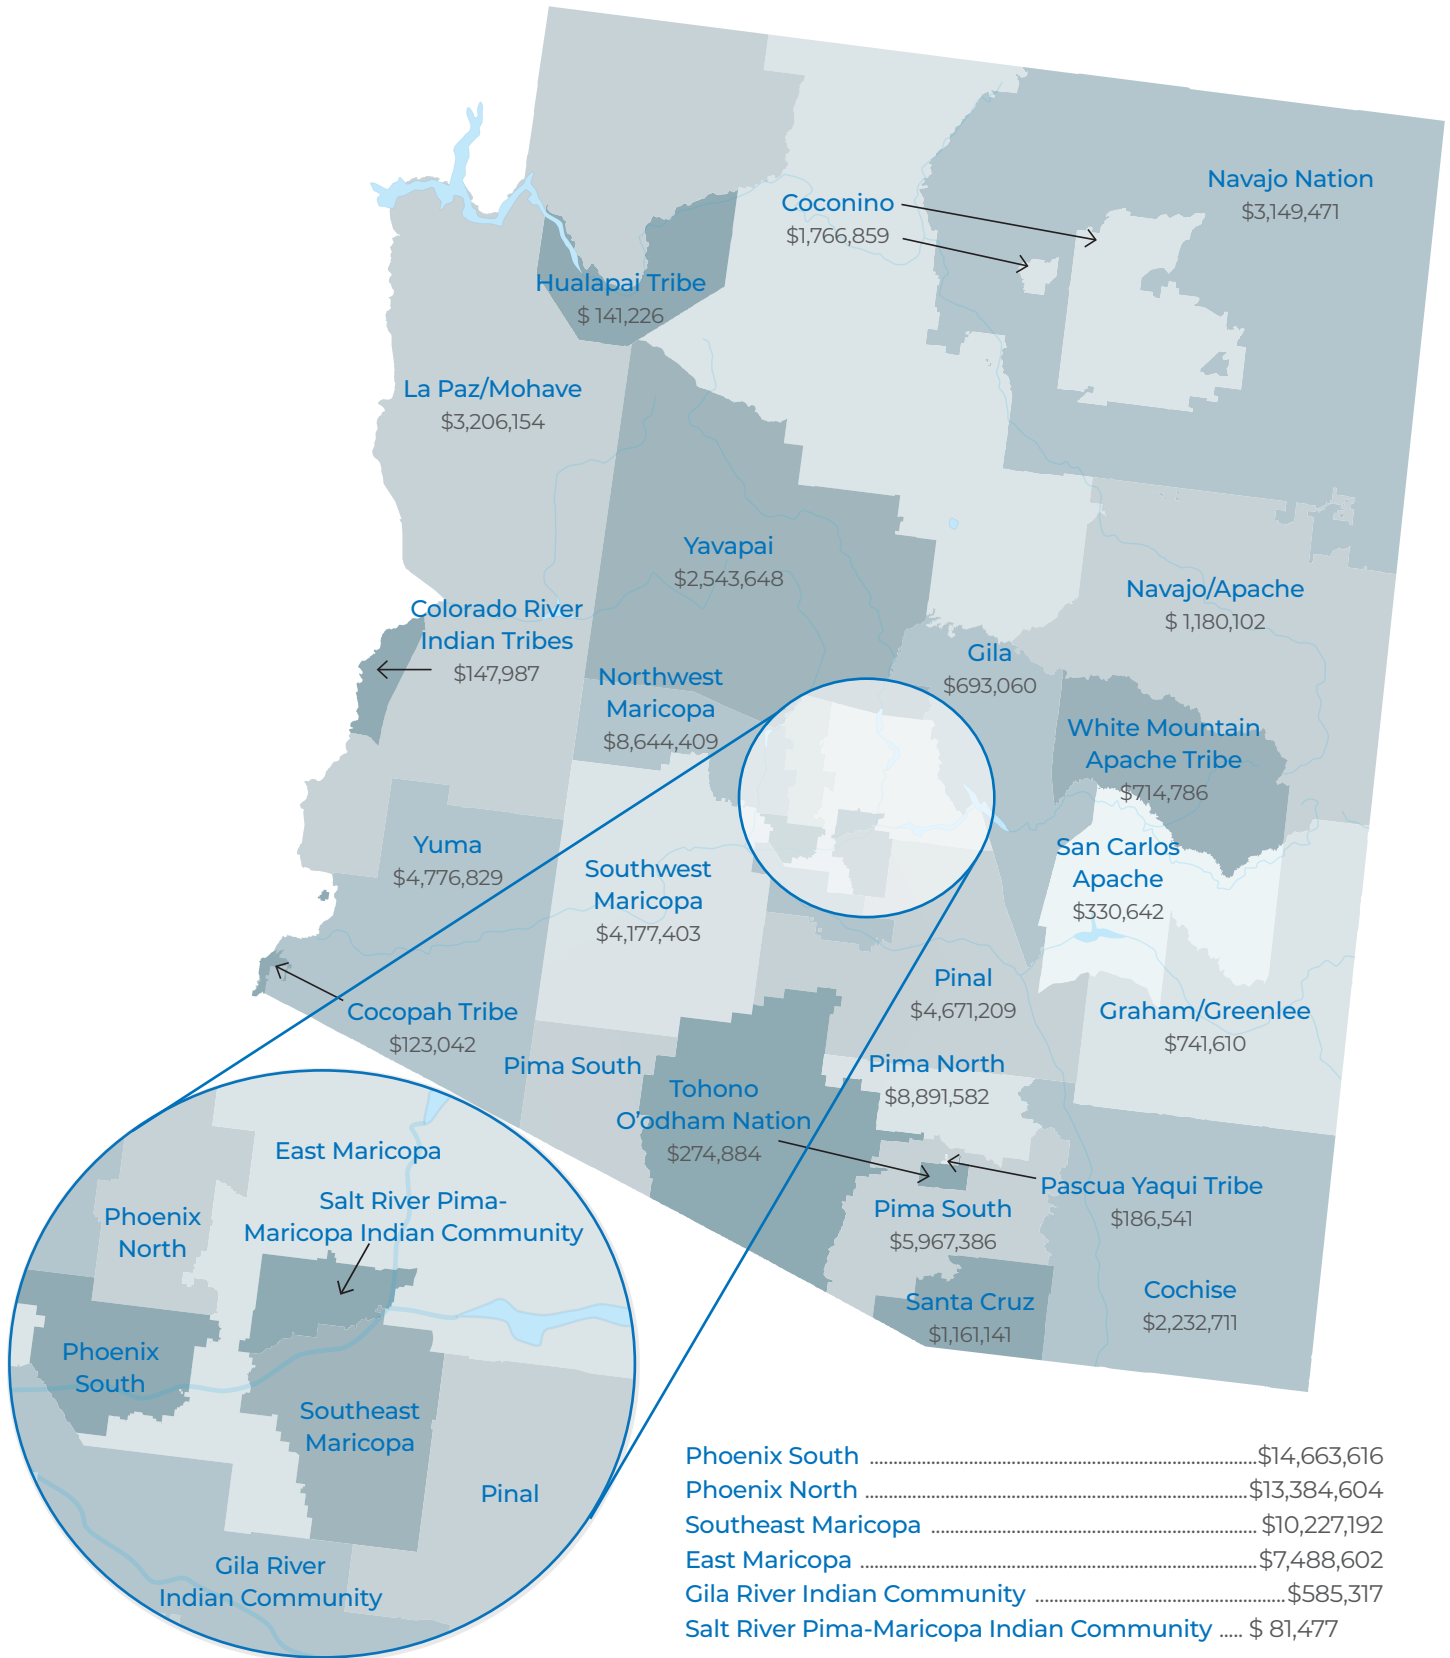 Navajo Nation
$3,149,471
Coconino
$1,766,859
Hualapai Tribe
$ 141,226
La Paz/Mohave
$3,206,154
Yavapai
$2,543,648
Navajo/Apache
$ 1,180,102
Colorado River
Indian Tribes
$147,987
Gila
$693,060
Northwest
Maricopa
$8,644,409
White Mountain
Apache Tribe
$714,786
Yuma
$4,776,829
San Carlos
Apache
$330,642
Southwest
Maricopa
$4,177,403
Pinal
$4,671,209
Cocopah Tribe
$123,042
Graham/Greenlee
$741,610
Pima South
Pima North
$8,891,582
Tohono
O'odham Nation
$274,884
Pascua Yaqui Tribe
$186,541
Pima South
$5,967,386
Santa Cruz
$1,161,141
Cochise
$2,232,711
East Maricopa
Salt River Pima-
Maricopa Indian Community
Phoenix
North
Phoenix
South
Southeast
Maricopa
Pinal
Gila River
Indian Community
Phoenix South ........ $14,663,616
Phoenix North ........ $13,384,604
Southeast Maricopa ........ $10,227,192
East Maricopa ........ $7,488,602
Gila River Indian Community ........ $585,317
Salt River Pima-Maricopa Indian Community ..... $ 81,477